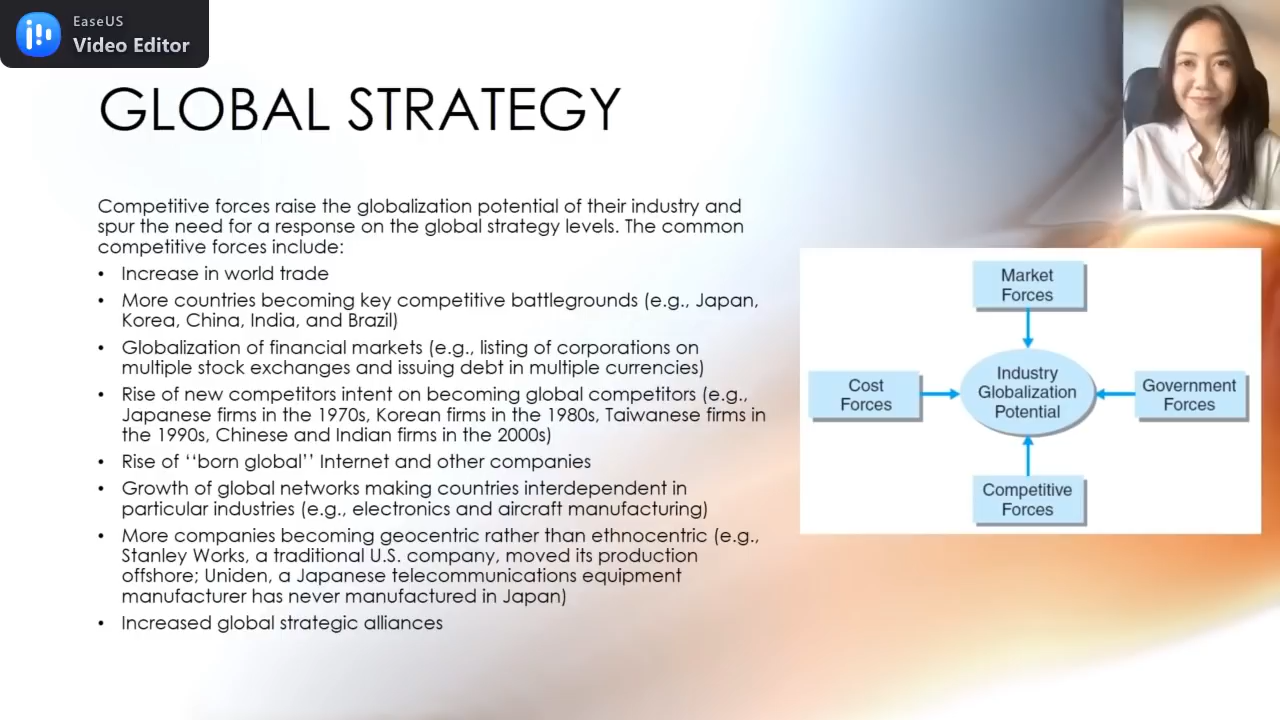 EaseUS
Video Editor
GLOBAL STRATEGY
Competitive forces raise the globalization potential of their industry and
spur the need for a response on the global strategy levels. The common
competitive forces include:
• Increase in world trade
• More countries becoming key competitive battlegrounds (e.g., Japan,
Korea, China, India, and Brazil)
• Globalization of financial markets (e.g., listing of corporations on
multiple stock exchanges and issuing debt in multiple currencies)
• Rise of new competitors intent on becoming global competitors (e.g.,
Japanese firms in the 1970s, Korean firms in the 1980s, Taiwanese firms in
the 1990s, Chinese and Indian firms in the 2000s)
• Rise of ‘‘born global’’ Internet and other companies
• Growth of global networks making countries interdependent in
particular industries (e.g., electronics and aircraft manufacturing)
• More companies becoming geocentric rather than ethnocentric (e.g.,
Stanley Works, a traditional U.S. company, moved its production
offshore; Uniden, a Japanese telecommunications equipment
manufacturer has never manufactured in Japan)
• Increased global strategic alliances
Market
Forces
Cost
Forces
Industry
Globalization
Potential
Government
Forces
Competitive
Forces